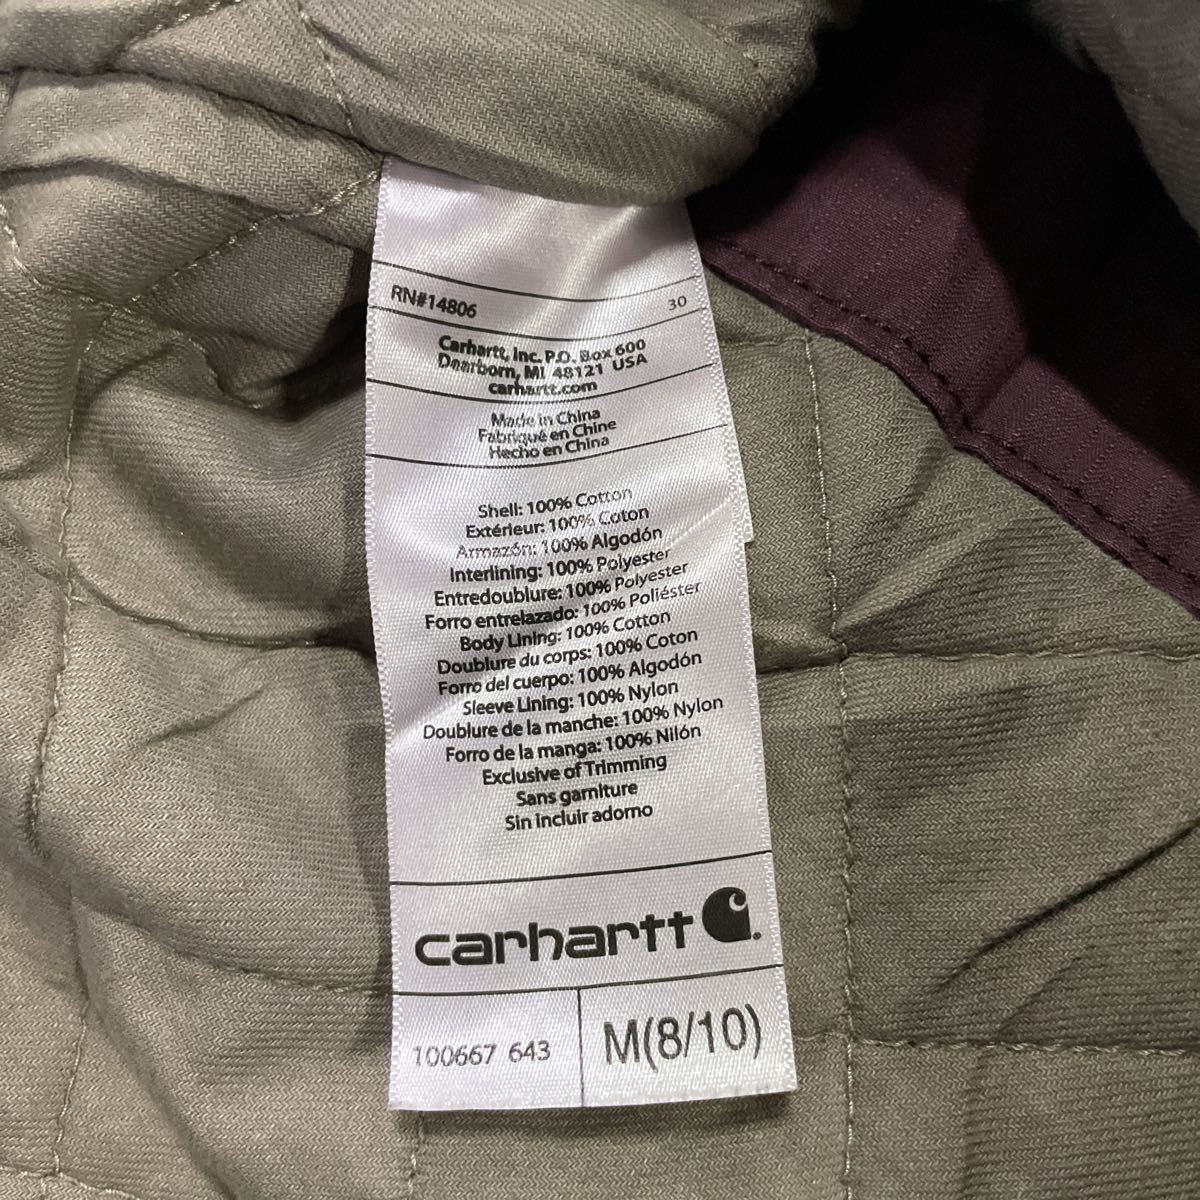 RN#14806 30
Carhartt, Inc. P.O. Box 600
Dearborn, MI 48121 USA
carhartt.com
Made in China
Fabriqué en Chine
Hecho en China
Shell: 100% Cotton
Extérieur: 100% Coton
Armazón: 100% Algodón
Interlining: 100% Polyester
Entredoublure: 100% Polyester
Forro entrelazado: 100% Poliéster
Body Lining: 100% Cotton
Doublure du corps: 100% Coton
Forro del cuerpo: 100% Algodón
Sleeve Lining: 100% Nylon
Doublure de la manche: 100% Nylon
Forro de la manga: 100% Nilón
Exclusive of Trimming
Sans garniture
Sin incluir adorno
carhartt
100667 643 M(8/10)